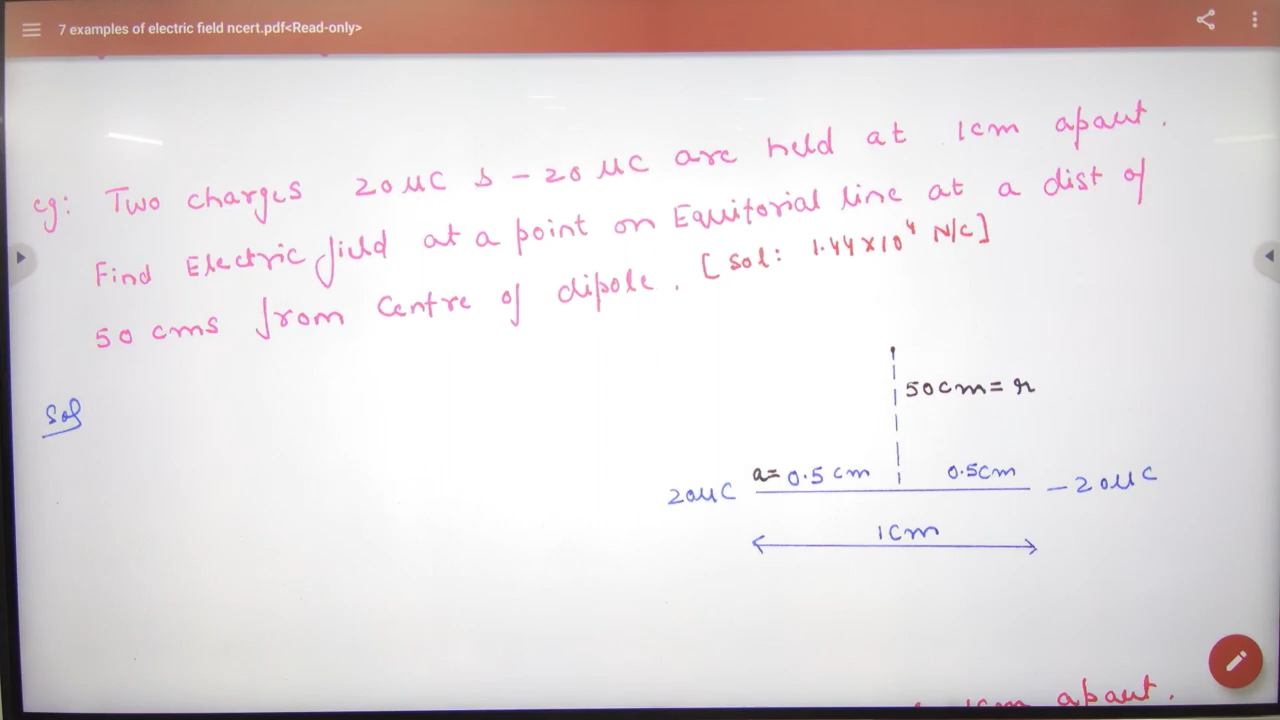 7 examples of electric field ncert.pdf<Read-only>
eg: Two charges 20μC & -20μC are held at 1cm apart.
Find Electric field at a point on Equitorial line at a dist of
50 cms from Centre of dipole. [Sol: 1.44×10⁴ N/C]
Sol
50cm = r
a= 0.5 cm 0.5cm
20μC -20μC
1cm
1cm apart.